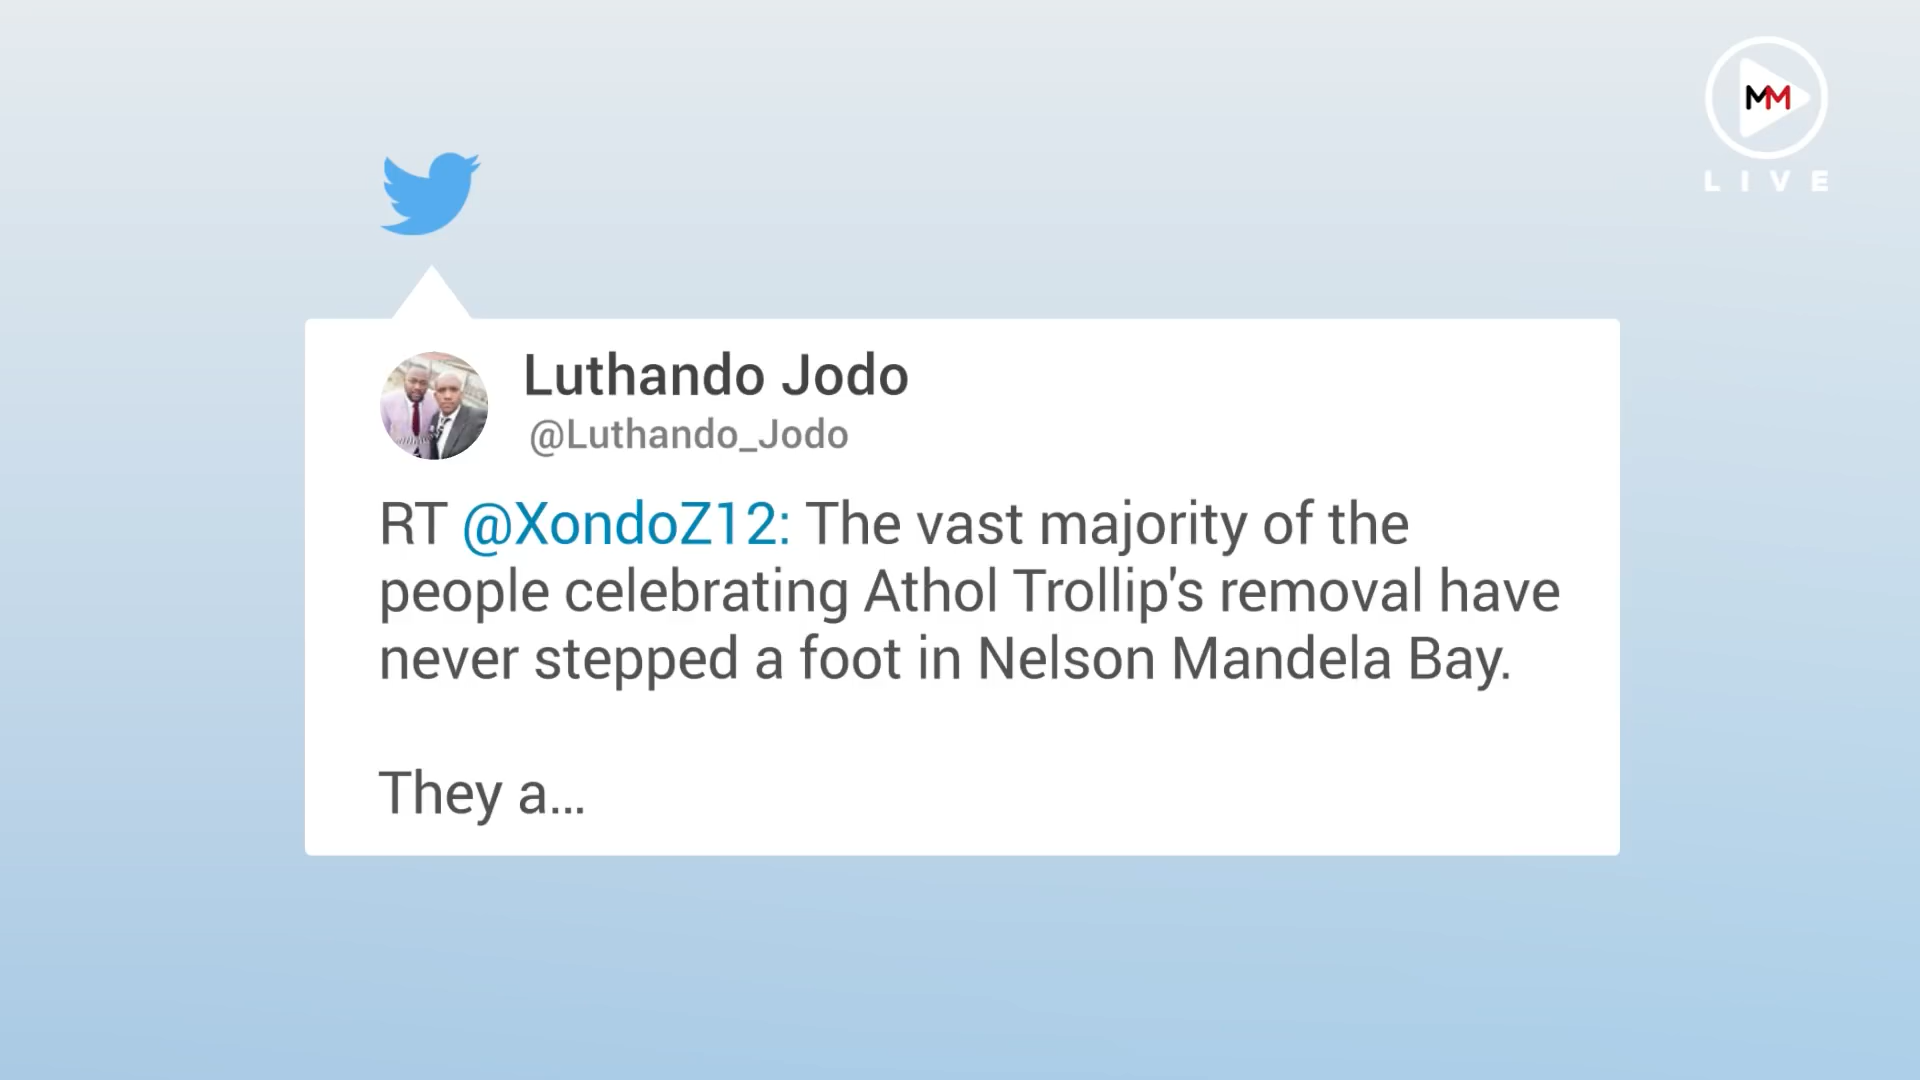 MM
LIVE
Luthando Jodo
@Luthando_Jodo
RT @XondoZ12: The vast majority of the
people celebrating Athol Trollip's removal have
never stepped a foot in Nelson Mandela Bay.
They a...